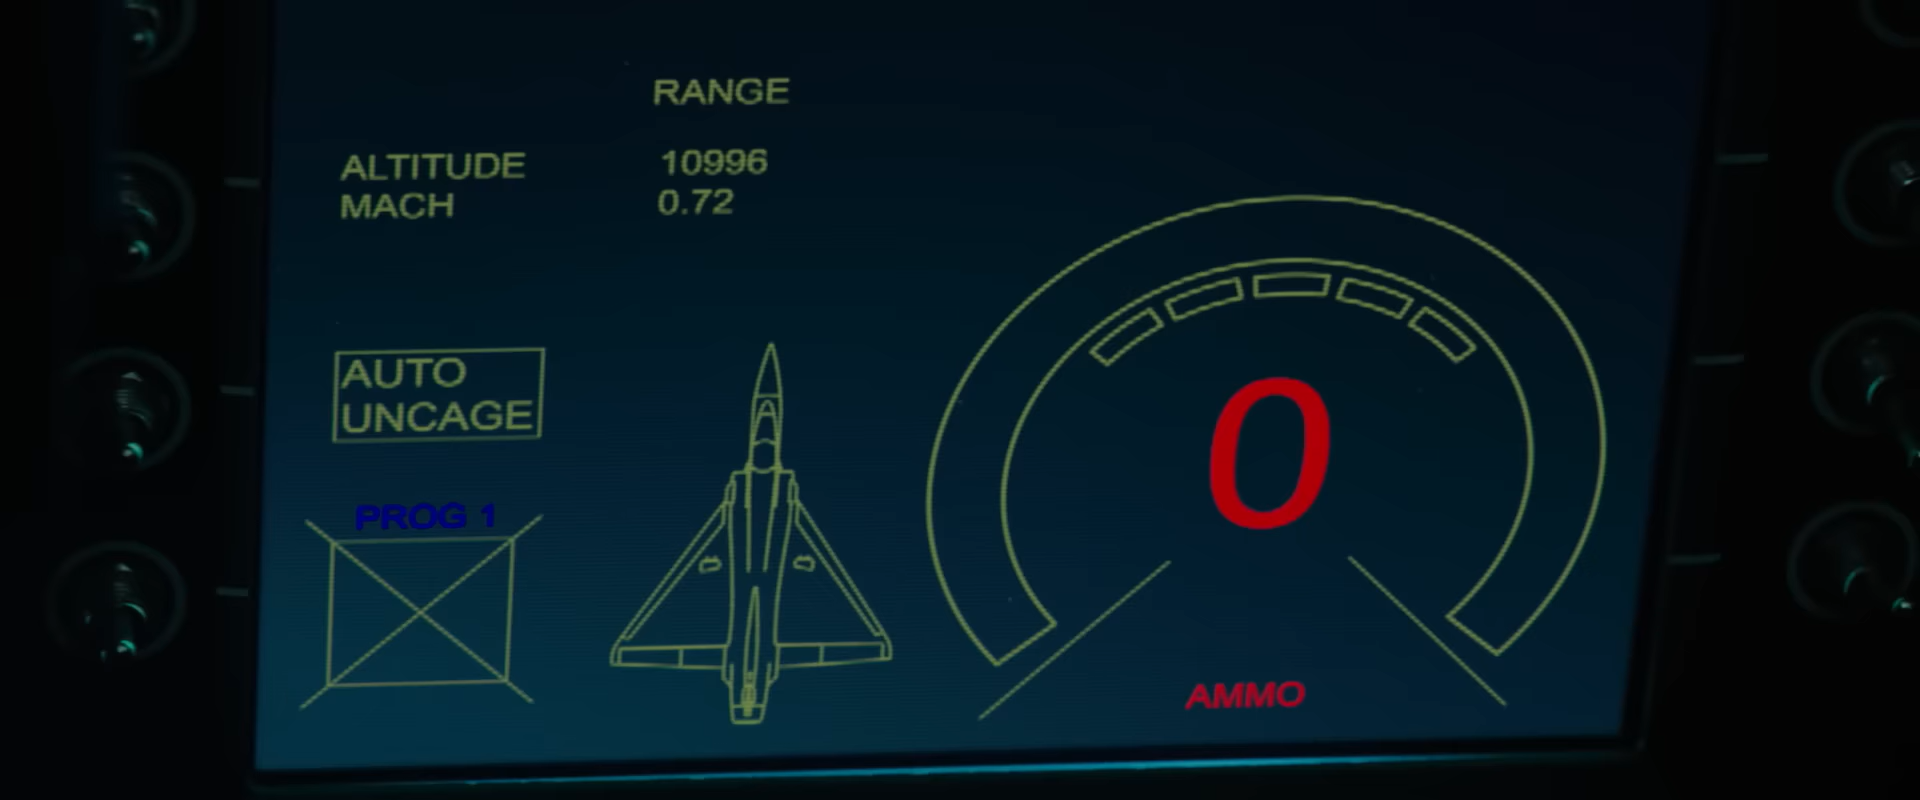 RANGE
ALTITUDE 10996
MACH 0.72
AUTO
UNCAGE
PROG 1
0
AMMO